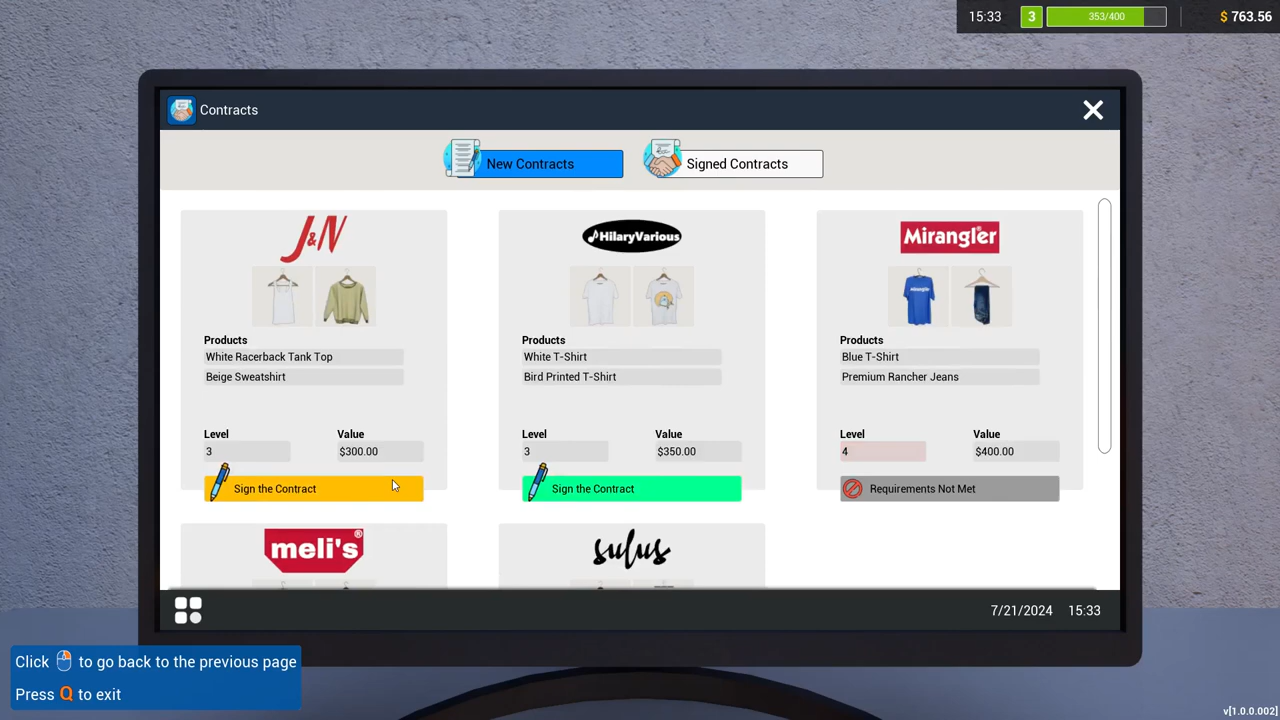 15:33 3 353/400 $ 763.56
Contracts
New Contracts Signed Contracts
J&N HilaryVarious Mirangler
mirangler
Products Products Products
White Racerback Tank Top White T-Shirt Blue T-Shirt
Beige Sweatshirt Bird Printed T-Shirt Premium Rancher Jeans
Level Value Level Value Level Value
3 $300.00 3 $350.00 4 $400.00
Sign the Contract Sign the Contract Requirements Not Met
meli's® sulus
7/21/2024 15:33
Click to go back to the previous page
Press Q to exit
v[1.0.0.002]